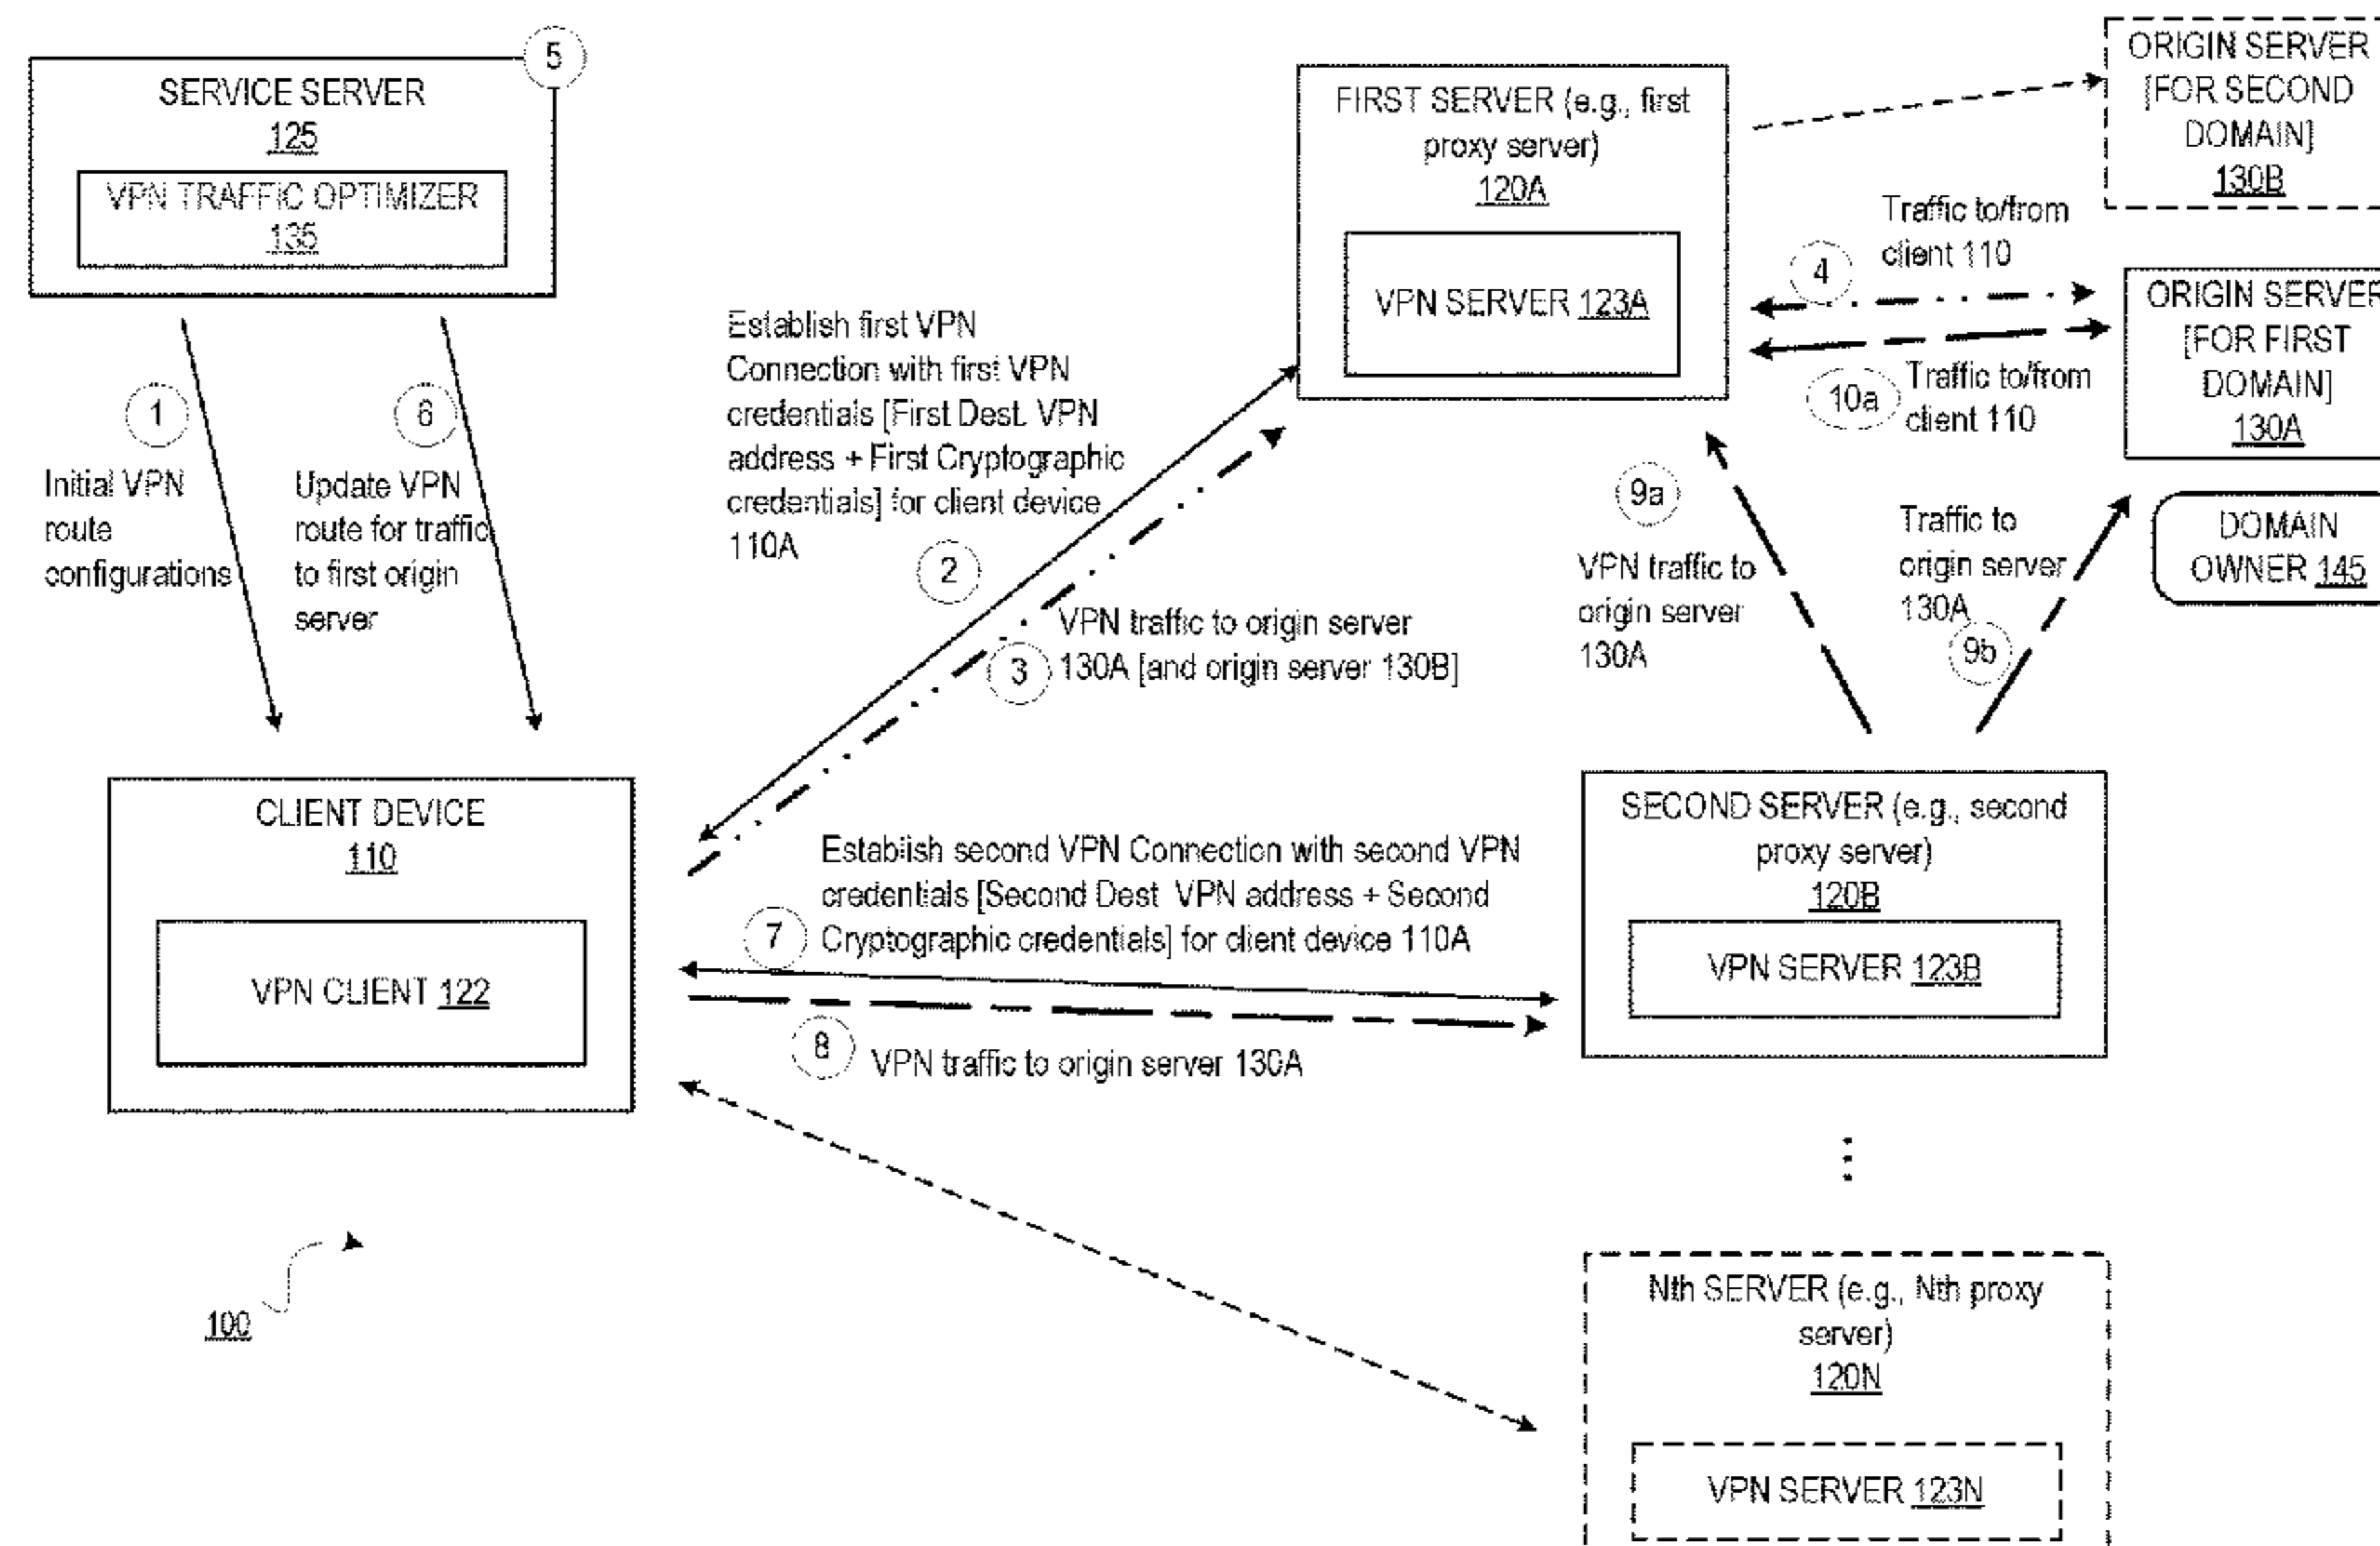 5
SERVICE SERVER
125
VPN TRAFFIC OPTIMIZER
135
1
Initial VPN
route
configurations
6
Update VPN
route for traffic
to first origin
server
CLIENT DEVICE
110
VPN CLIENT 122
100
Establish first VPN
Connection with first VPN
credentials [First Dest. VPN
address + First Cryptographic
credentials] for client device
110A
2
3
VPN traffic to origin server
130A [and origin server 130B]
FIRST SERVER (e.g., first
proxy server)
120A
VPN SERVER 123A
ORIGIN SERVER
[FOR SECOND
DOMAIN]
130B
Traffic to/from
client 110
4
10a
Traffic to/from
client 110
ORIGIN SERVER
[FOR FIRST
DOMAIN]
130A
DOMAIN
OWNER 145
9a
VPN traffic to
origin server
130A
Traffic to
origin server
130A
9b
Establish second VPN Connection with second VPN
credentials [Second Dest VPN address + Second
Cryptographic credentials] for client device 110A
7
8
VPN traffic to origin server 130A
SECOND SERVER (e.g., second
proxy server)
120B
VPN SERVER 123B
Nth SERVER (e.g., Nth proxy
server)
120N
VPN SERVER 123N